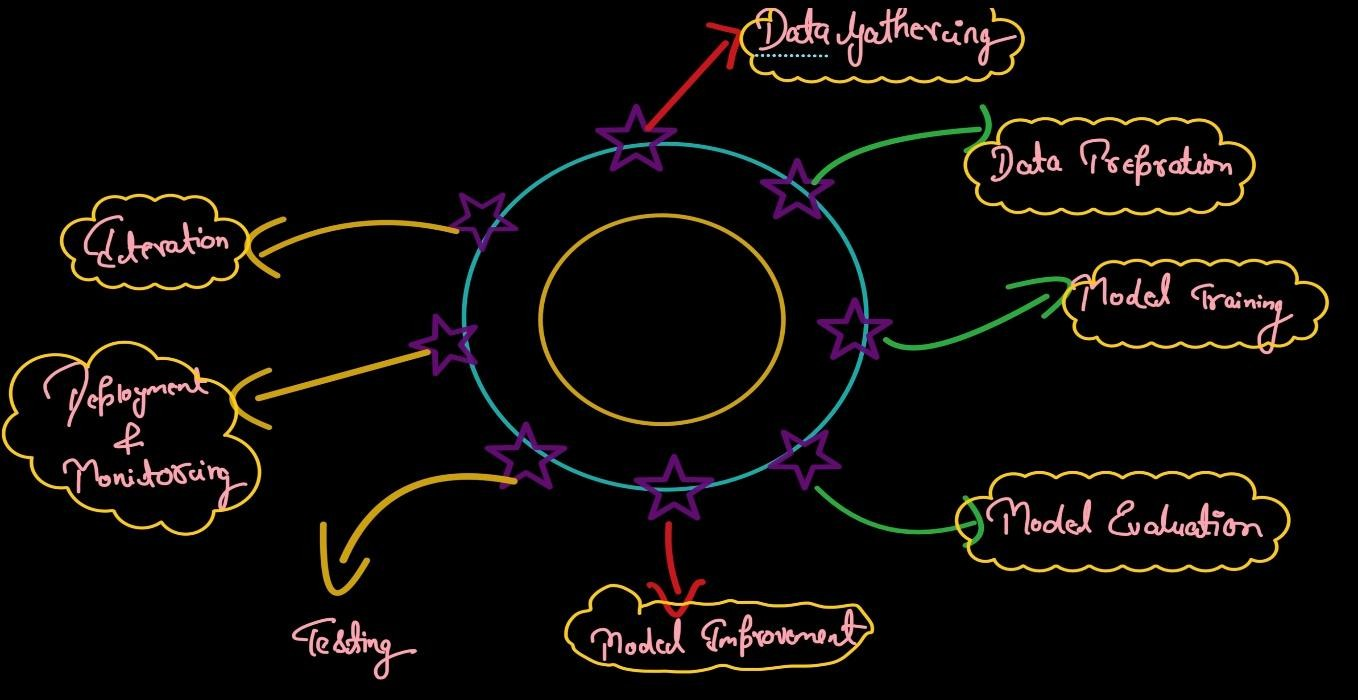 Data Gathering
Data Prepration
Model Training
Model Evaluation
Model Improvement
Testing
Deployment
&
Monitoring
Iteration